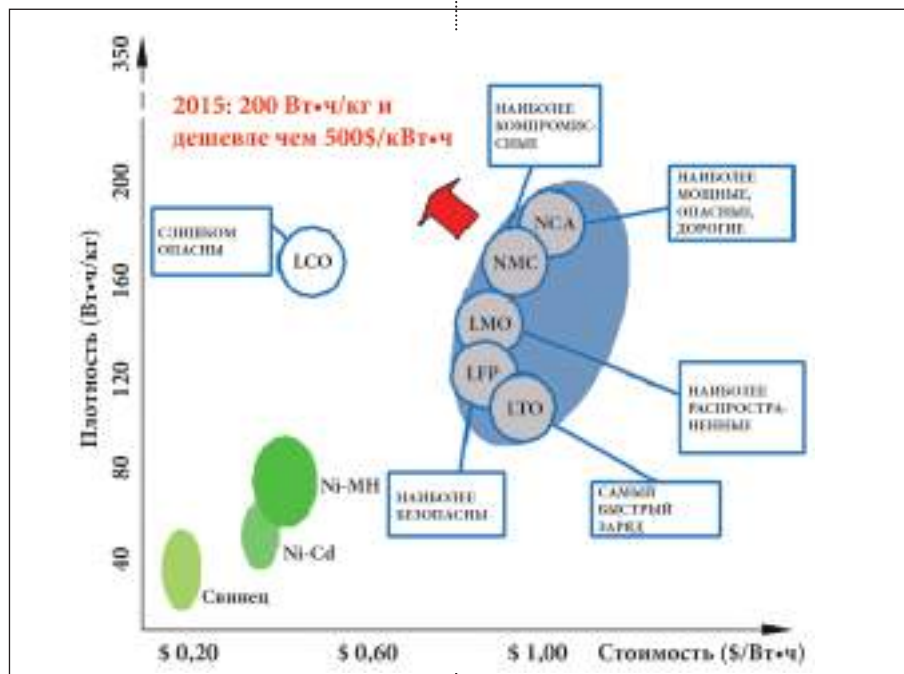 350
2015: 200 Вт•ч/кг и
дешевле чем 500$/кВт•ч
НАИБОЛЕЕ
КОМПРОМИС-
СНЫЕ
200
НАИБОЛЕЕ
МОЩНЫЕ,
ОПАСНЫЕ,
ДОРОГИЕ
СЛИШКОМ
ОПАСНЫ
LCO
NCA
NMC
160
Плотность (Вт•ч/кг)
LMO
120
LFP
LTO
НАИБОЛЕЕ
РАСПРОСТРА-
НЕННЫЕ
80
Ni-MH
НАИБОЛЕЕ
БЕЗОПАСНЫ
САМЫЙ
БЫСТРЫЙ
ЗАРЯД
Ni-Cd
40
Свинец
$ 0,20
$ 0,60
$ 1,00
Стоимость ($/Вт•ч)